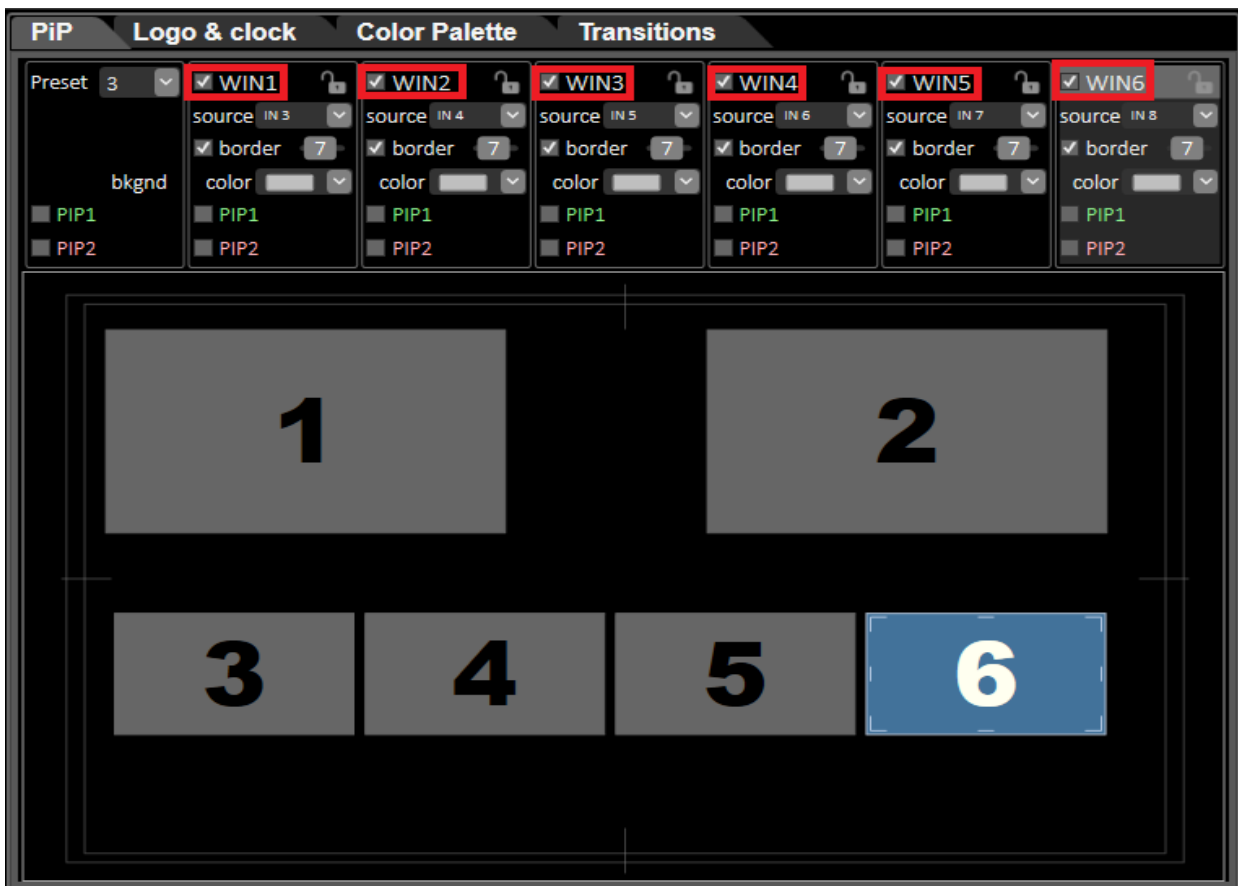 PiP Logo & clock Color Palette Transitions
Preset 3 WIN1 WIN2 WIN3 WIN4 WIN5 WIN6
source IN 3 source IN 4 source IN 5 source IN 6 source IN 7 source IN 8
border 7 border 7 border 7 border 7 border 7 border 7
bkgnd color color color color color color
PIP1 PIP1 PIP1 PIP1 PIP1 PIP1 PIP1
PIP2 PIP2 PIP2 PIP2 PIP2 PIP2 PIP2
1 2
3 4 5 6